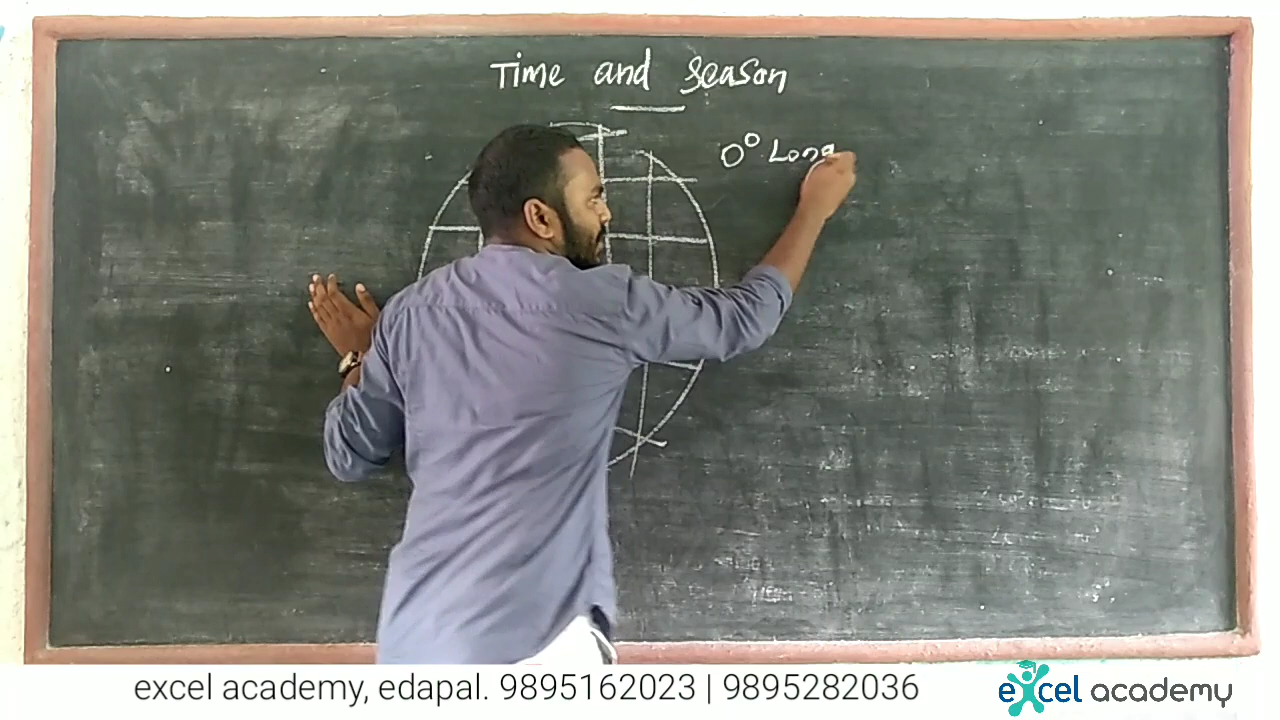 Time and season
0° Long
excel academy, edapal. 9895162023 | 9895282036
excel academy